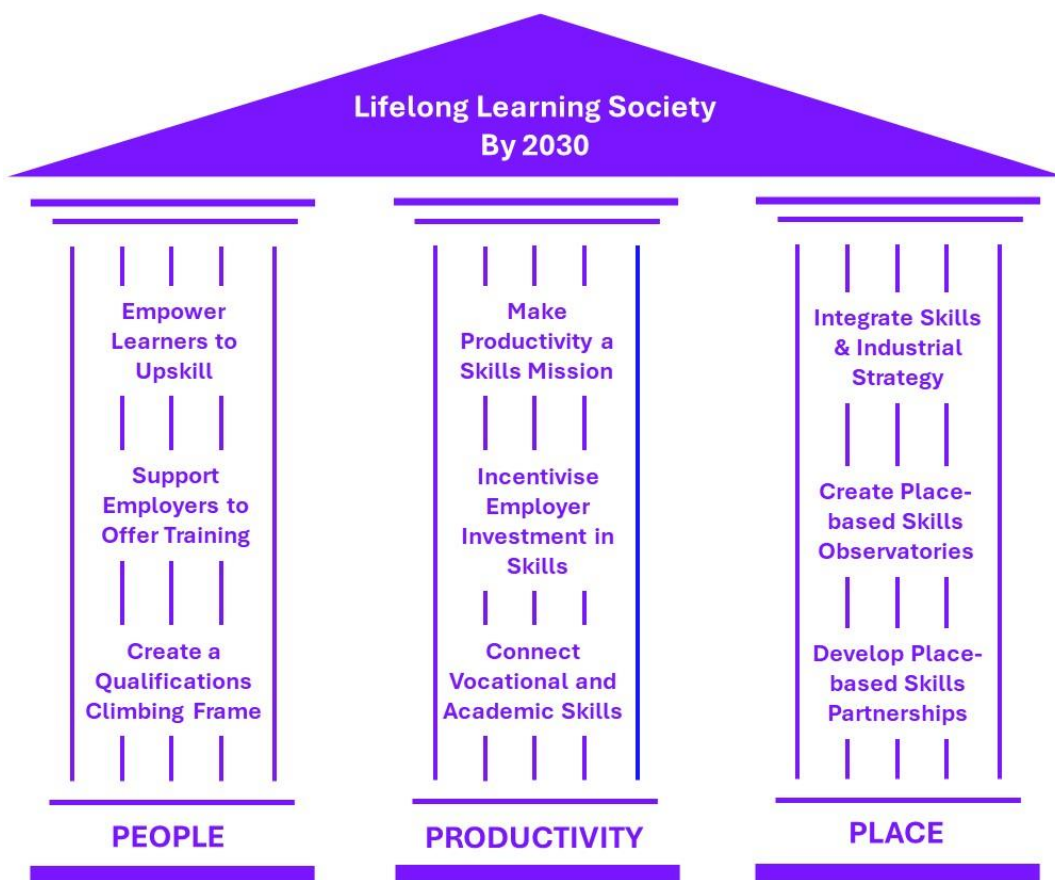 Lifelong Learning Society
By 2030
Empower
Learners to
Upskill
Support
Employers to
Offer Training
Create a
Qualifications
Climbing Frame
PEOPLE
Make
Productivity a
Skills Mission
Incentivise
Employer
Investment in
Skills
Connect
Vocational and
Academic Skills
PRODUCTIVITY
Integrate Skills
& Industrial
Strategy
Create Place-
based Skills
Observatories
Develop Place-
based Skills
Partnerships
PLACE